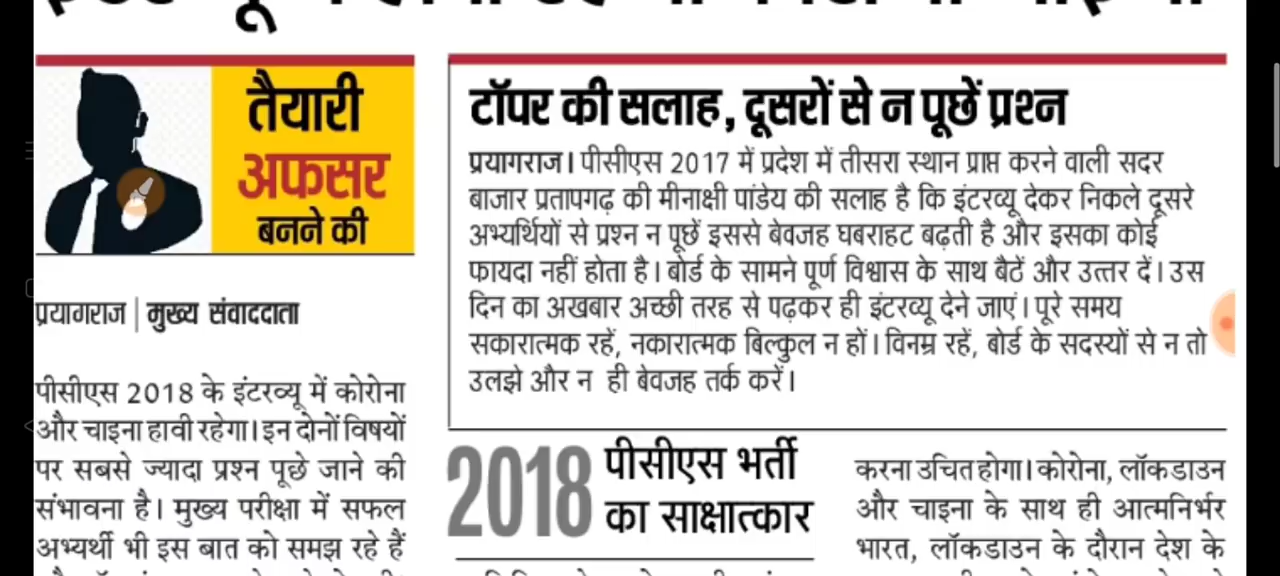 तैयारी
अफसर
बनने की
प्रयागराज | मुख्य संवाददाता
पीसीएस 2018 के इंटरव्यू में कोरोना
और चाइना हावी रहेगा। इन दोनों विषयों
पर सबसे ज्यादा प्रश्न पूछे जाने की
संभावना है। मुख्य परीक्षा में सफल
अभ्यर्थी भी इस बात को समझ रहे हैं
टॉपर की सलाह, दूसरों से न पूछें प्रश्न
प्रयागराज। पीसीएस 2017 में प्रदेश में तीसरा स्थान प्राप्त करने वाली सदर
बाजार प्रतापगढ़ की मीनाक्षी पांडेय की सलाह है कि इंटरव्यू देकर निकले दूसरे
अभ्यर्थियों से प्रश्न न पूछें इससे बेवजह घबराहट बढ़ती है और इसका कोई
फायदा नहीं होता है। बोर्ड के सामने पूर्ण विश्वास के साथ बैठें और उत्तर दें। उस
दिन का अखबार अच्छी तरह से पढ़कर ही इंटरव्यू देने जाएं। पूरे समय
सकारात्मक रहें, नकारात्मक बिल्कुल न हों। विनम्र रहें, बोर्ड के सदस्यों से न तो
उलझे और न ही बेवजह तर्क करें।
2018 पीसीएस भर्ती
का साक्षात्कार
करना उचित होगा। कोरोना, लॉकडाउन
और चाइना के साथ ही आत्मनिर्भर
भारत, लॉकडाउन के दौरान देश के